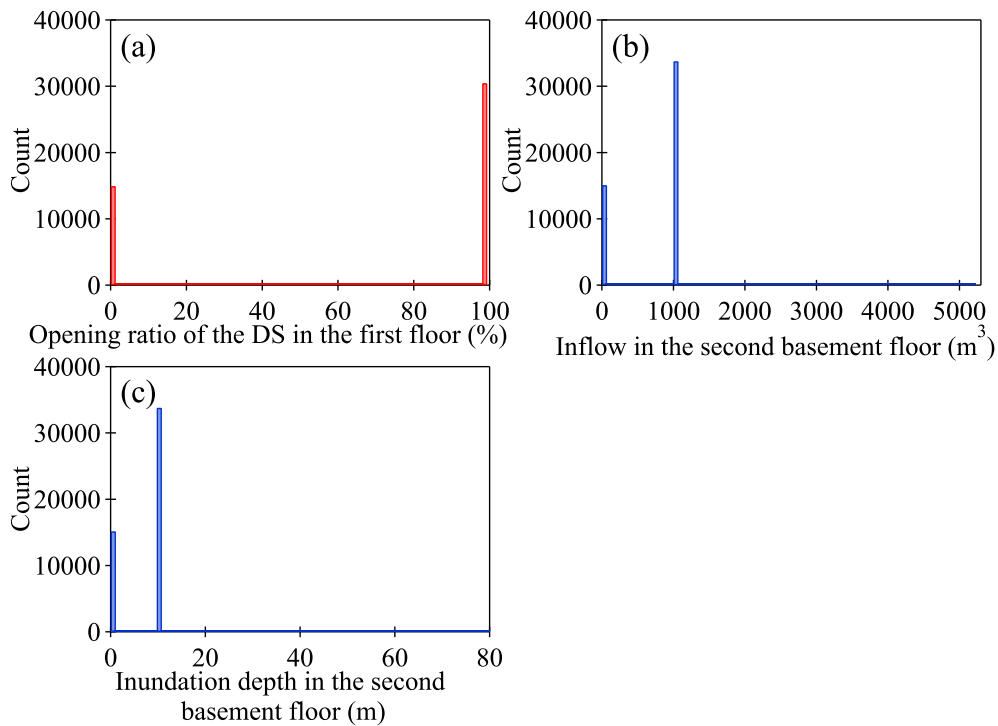 40000
(a)
30000
20000
10000
0
Count
0 20 40 60 80 100
Opening ratio of the DS in the first floor (%)
40000
(b)
30000
20000
10000
0
Count
0 1000 2000 3000 4000 5000
Inflow in the second basement floor (m³)
40000
(c)
30000
20000
10000
0
Count
0 20 40 60 80
Inundation depth in the second
basement floor (m)